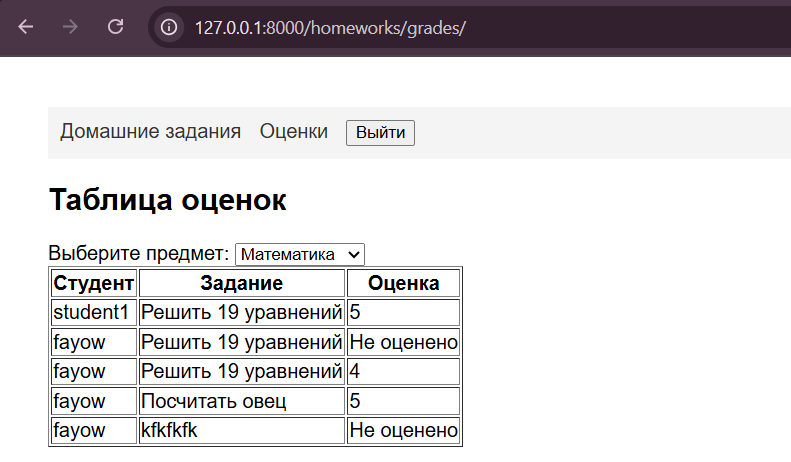 127.0.0.1:8000/homeworks/grades/
Домашние задания Оценки Выйти
Таблица оценок
Выберите предмет: Математика
Студент Задание Оценка
student1 Решить 19 уравнений 5
fayow Решить 19 уравнений Не оценено
fayow Решить 19 уравнений 4
fayow Посчитать овец 5
fayow kfkfkfk Не оценено